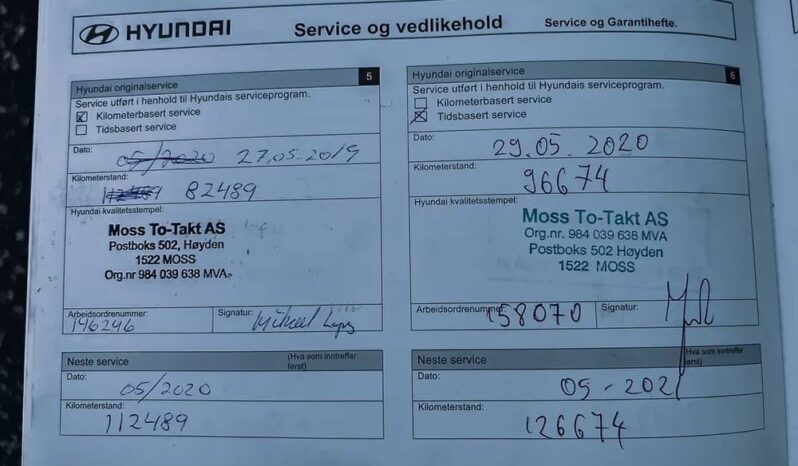 HYUNDAI Service og vedlikehold Service og Garantihefte.
Hyundai originalservice 5
Service utført i henhold til Hyundais serviceprogram.
Kilometerbasert service
Tidsbasert service
Dato: 05/2020 27.05.2019
Kilometerstand: 112489 82489
Hyundai kvalitetsstempel:
Moss To-Takt AS
Postboks 502, Høyden
1522 MOSS
Org.nr 984 039 638 MVA.
Arbeidsordrenummer: Signatur:
146246 Mikael
Neste service (Hva som inntreffer først)
Dato:
05/2020
Kilometerstand:
112489
Hyundai originalservice 6
Service utført i henhold til Hyundais serviceprogram.
Kilometerbasert service
Tidsbasert service
Dato: 29.05.2020
Kilometerstand: 96674
Hyundai kvalitetsstempel:
Moss To-Takt AS
Org.nr. 984 039 638 MVA
Postboks 502 Høyden
1522 MOSS
Arbeidsordrenummer: Signatur:
158070
Neste service (Hva som inntreffer først)
Dato: 05-2021
Kilometerstand:
126674